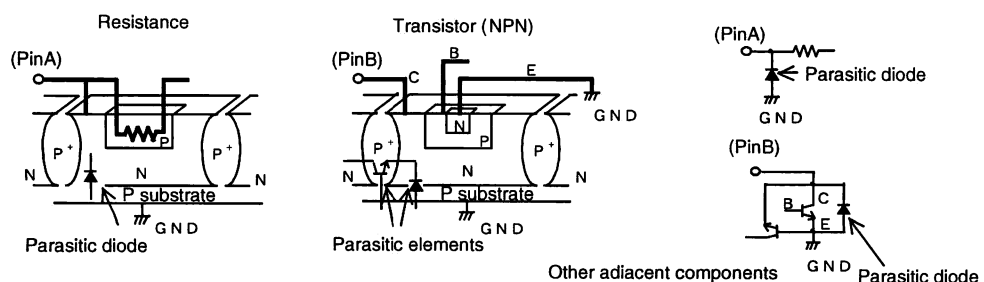 Resistance
(PinA)
P
P+
P+
N
N
N
P substrate
GND
Parasitic diode
Transistor (NPN)
(PinB)
C
B
E
GND
N
P
P+
P+
N
N
N
P substrate
GND
Parasitic elements
(PinA)
Parasitic diode
GND
(PinB)
C
B
E
GND
Parasitic diode
Other adiacent components